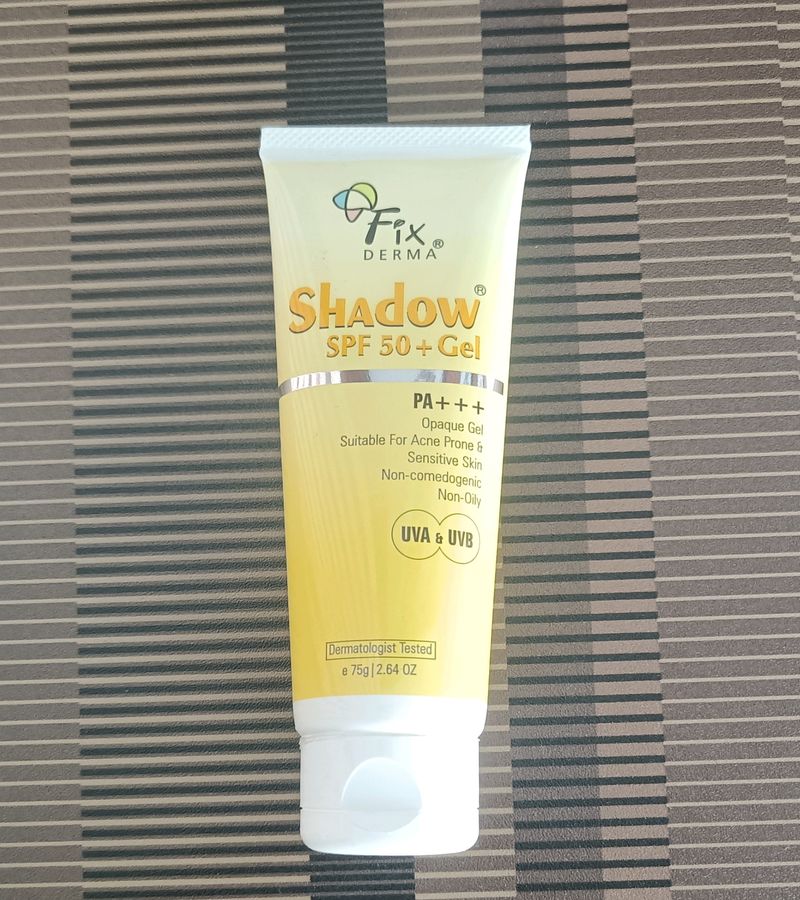 Fix®
DERMA
Shadow®
SPF 50+Gel
PA+++
Opaque Gel
Suitable For Acne Prone &
Sensitive Skin
Non-comedogenic
Non-Oily
UVA & UVB
Dermatologist Tested
e 75g|2.64 OZ